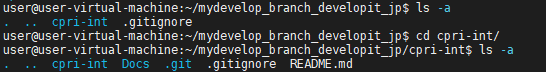 user@user-virtual-machine:~/mydevelop_branch_developit_jp$ ls -a
.  ..  cpri-int  .gitignore
user@user-virtual-machine:~/mydevelop_branch_developit_jp$ cd cpri-int/
user@user-virtual-machine:~/mydevelop_branch_developit_jp/cpri-int$ ls -a
.  ..  cpri-int  Docs  .git  .gitignore  README.md